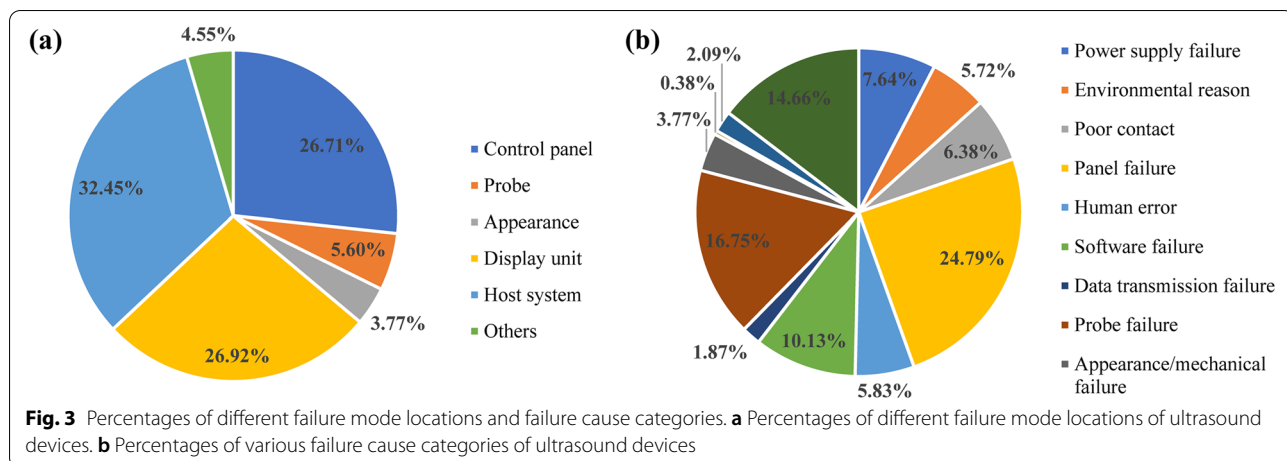 (a)
4.55%
26.71%
32.45%
5.60%
3.77%
26.92%
Control panel
Probe
Appearance
Display unit
Host system
Others
(b)
2.09%
0.38%
3.77%
14.66%
7.64%
5.72%
6.38%
16.75%
24.79%
1.87%
10.13%
5.83%
Power supply failure
Environmental reason
Poor contact
Panel failure
Human error
Software failure
Data transmission failure
Probe failure
Appearance/mechanical
failure
Fig. 3 Percentages of different failure mode locations and failure cause categories. a Percentages of different failure mode locations of ultrasound
devices. b Percentages of various failure cause categories of ultrasound devices